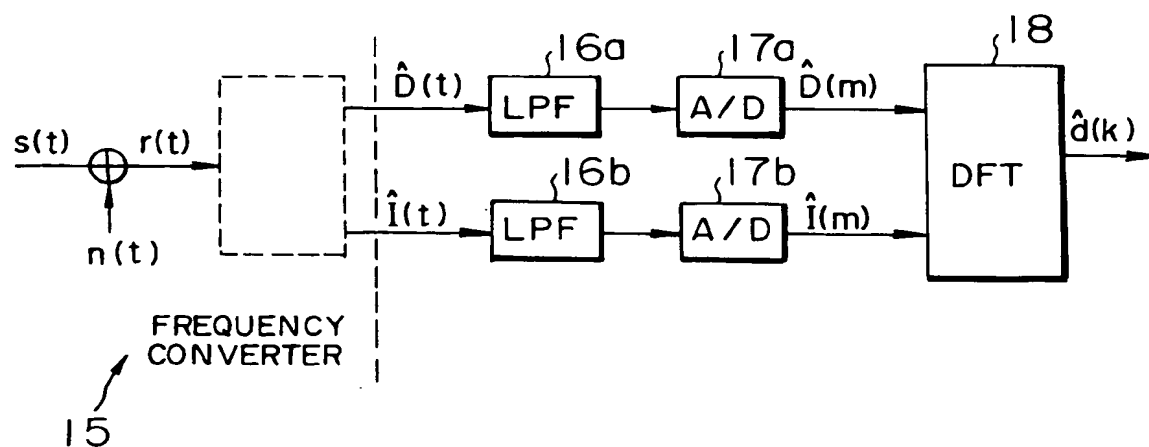 16a 17a 18
D̂(t) LPF A/D D̂(m)
s(t) r(t) d̂(k)
DFT
16b 17b
Î(t) LPF A/D Î(m)
n(t)
FREQUENCY
CONVERTER
15